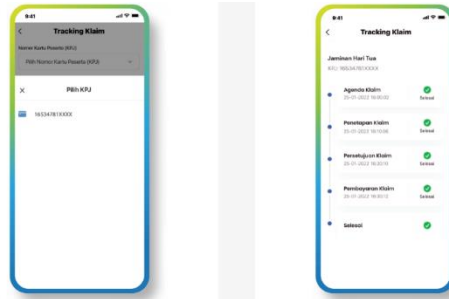 9:41
Tracking Klaim
Nomor Kartu Peserta (KPJ)
Pilih Nomor Kartu Peserta (KPJ)
Pilih KPJ
9:41
Tracking Klaim
Jaminan Hari Tua
Agenda Klaim
Selesai
Penetapan Klaim
Selesai
Persetujuan Klaim
Selesai
Pembayaran Klaim
Selesai
Selesai